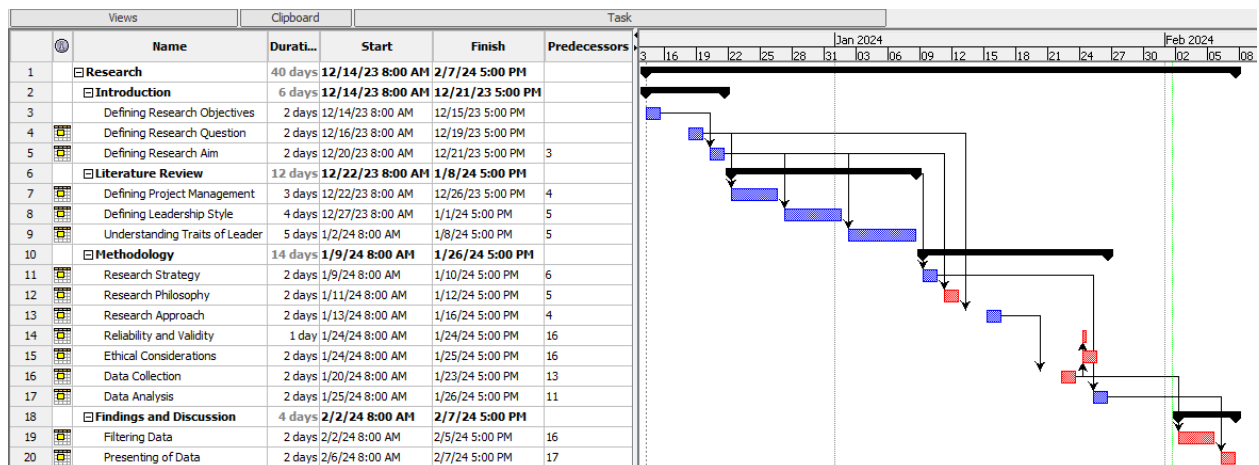 Views Clipboard Task
Name Durati... Start Finish Predecessors
Jan 2024 Feb 2024
3 16 19 22 25 28 31 03 06 09 12 15 18 21 24 27 30 02 05 08
1 Research 40 days 12/14/23 8:00 AM 2/7/24 5:00 PM
2 Introduction 6 days 12/14/23 8:00 AM 12/21/23 5:00 PM
3 Defining Research Objectives 2 days 12/14/23 8:00 AM 12/15/23 5:00 PM
4 Defining Research Question 2 days 12/16/23 8:00 AM 12/19/23 5:00 PM
5 Defining Research Aim 2 days 12/20/23 8:00 AM 12/21/23 5:00 PM 3
6 Literature Review 12 days 12/22/23 8:00 AM 1/8/24 5:00 PM
7 Defining Project Management 3 days 12/22/23 8:00 AM 12/26/23 5:00 PM 4
8 Defining Leadership Style 4 days 12/27/23 8:00 AM 1/1/24 5:00 PM 5
9 Understanding Traits of Leader 5 days 1/2/24 8:00 AM 1/8/24 5:00 PM 5
10 Methodology 14 days 1/9/24 8:00 AM 1/26/24 5:00 PM
11 Research Strategy 2 days 1/9/24 8:00 AM 1/10/24 5:00 PM 6
12 Research Philosophy 2 days 1/11/24 8:00 AM 1/12/24 5:00 PM 5
13 Research Approach 2 days 1/13/24 8:00 AM 1/16/24 5:00 PM 4
14 Reliability and Validity 1 day 1/24/24 8:00 AM 1/24/24 5:00 PM 16
15 Ethical Considerations 2 days 1/24/24 8:00 AM 1/25/24 5:00 PM 16
16 Data Collection 2 days 1/20/24 8:00 AM 1/23/24 5:00 PM 13
17 Data Analysis 2 days 1/25/24 8:00 AM 1/26/24 5:00 PM 11
18 Findings and Discussion 4 days 2/2/24 8:00 AM 2/7/24 5:00 PM
19 Filtering Data 2 days 2/2/24 8:00 AM 2/5/24 5:00 PM 16
20 Presenting of Data 2 days 2/6/24 8:00 AM 2/7/24 5:00 PM 17